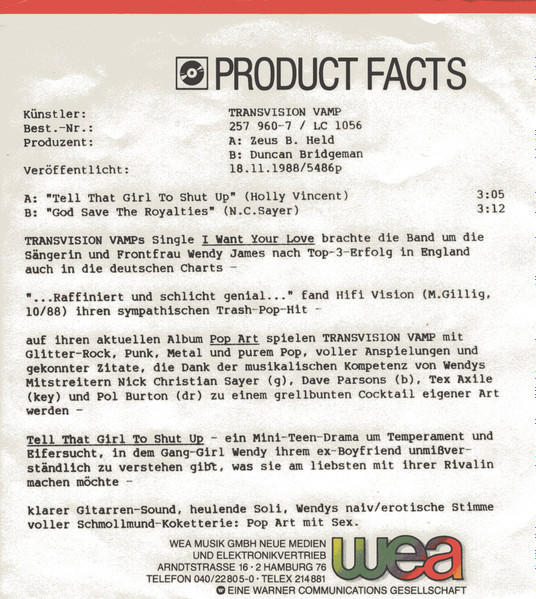 PRODUCT FACTS
Künstler: TRANSVISION VAMP
Best.-Nr.: 257 960-7 / LC 1056
Produzent: A: Zeus B. Held
B: Duncan Bridgeman
Veröffentlicht: 18.11.1988/5486p
A: "Tell That Girl To Shut Up" (Holly Vincent) 3:05
B: "God Save The Royalties" (N.C.Sayer) 3:12
TRANSVISION VAMPs Single I Want Your Love brachte die Band um die
Sängerin und Frontfrau Wendy James nach Top-3-Erfolg in England
auch in die deutschen Charts -
"...Raffiniert und schlicht genial..." fand Hifi Vision (M.Gillig,
10/88) ihren sympathischen Trash-Pop-Hit -
auf ihren aktuellen Album Pop Art spielen TRANSVISION VAMP mit
Glitter-Rock, Punk, Metal und purem Pop, voller Anspielungen und
gekonnter Zitate, die Dank der musikalischen Kompetenz von Wendys
Mitstreitern Nick Christian Sayer (g), Dave Parsons (b), Tex Axile
(key) und Pol Burton (dr) zu einem grellbunten Cocktail eigener Art
werden -
Tell That Girl To Shut Up - ein Mini-Teen-Drama um Temperament und
Eifersucht, in dem Gang-Girl Wendy ihrem ex-Boyfriend unmißver-
ständlich zu verstehen gibt, was sie am liebsten mit ihrer Rivalin
machen möchte -
klarer Gitarren-Sound, heulende Soli, Wendys naiv/erotische Stimme
voller Schmollmund-Koketterie: Pop Art mit Sex.
WEA MUSIK GMBH NEUE MEDIEN
UND ELEKTRONIKVERTRIEB
ARNDTSTRASSE 16 · 2 HAMBURG 76
TELEFON 040/22805-0 · TELEX 214881
wea
EINE WARNER COMMUNICATIONS GESELLSCHAFT